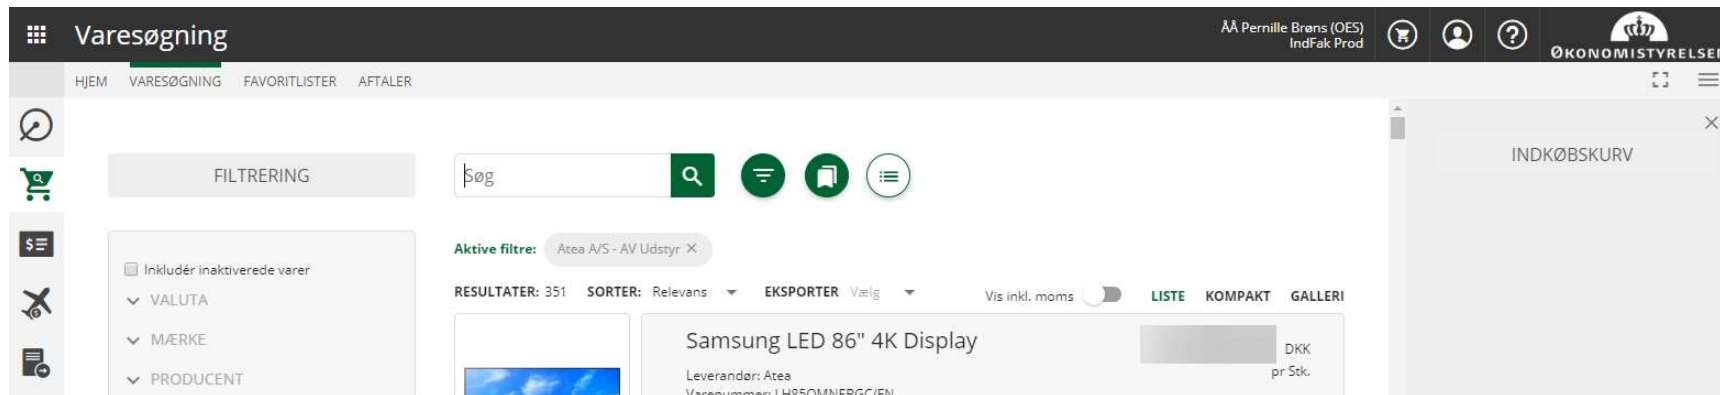 Varesøgning
ÅÅ Pernille Brøns (OES)
IndFak Prod
ØKONOMISTYRELSEN
HJEM VARESØGNING FAVORITLISTER AFTALER
INDKØBSKURV
FILTRERING
Søg
Aktive filtre: Atea A/S - AV Udstyr ×
Inkludér inaktiverede varer
VALUTA
MÆRKE
PRODUCENT
RESULTATER: 351 SORTER: Relevans EKSPORTER Vælg Vis inkl. moms LISTE KOMPAKT GALLERI
Samsung LED 86" 4K Display
DKK
pr Stk.
Leverandør: Atea
Varenummer: